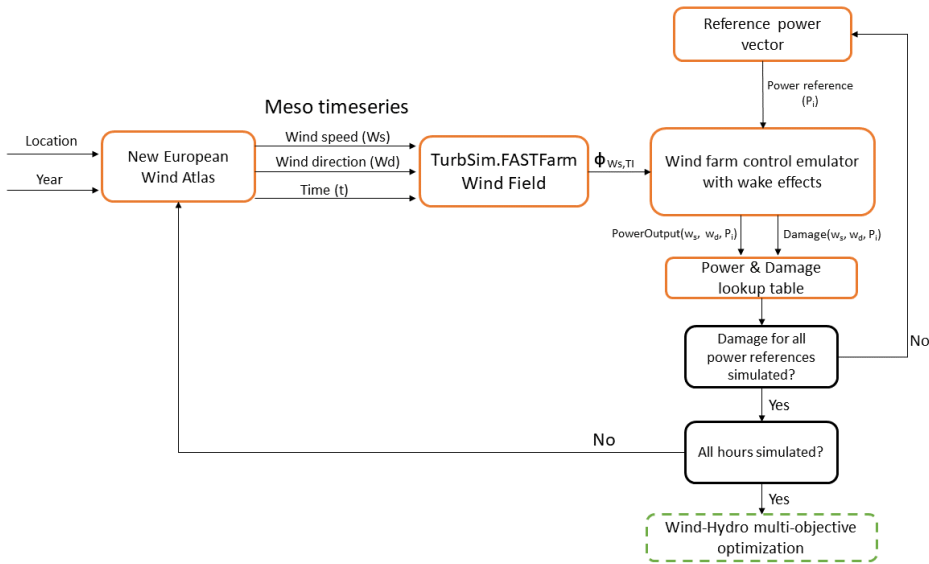 Reference power
vector
Power reference
(Pi)
Meso timeseries
Location
Year
New European
Wind Atlas
Wind speed (Ws)
Wind direction (Wd)
Time (t)
TurbSim.FASTFarm
Wind Field
ϕWs,TI
Wind farm control emulator
with wake effects
PowerOutput(ws, wd, Pi)
Damage(ws, wd, Pi)
Power & Damage
lookup table
Damage for all
power references
simulated?
No
Yes
All hours simulated?
No
Yes
Wind-Hydro multi-objective
optimization